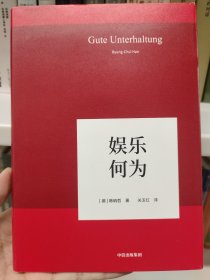 Gute Unterhaltung
Byung-Chul Han
娱乐
何为
[德]韩炳哲 著 关玉红 译
中信出版集团